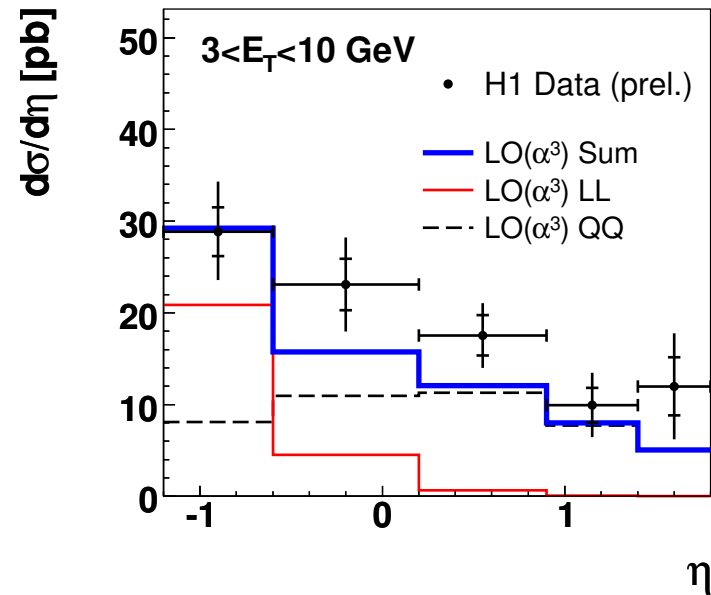 dσ/dη [pb]
3<E_T<10 GeV
H1 Data (prel.)
LO(α³) Sum
LO(α³) LL
LO(α³) QQ
50
40
30
20
10
0
-1 0 1
η